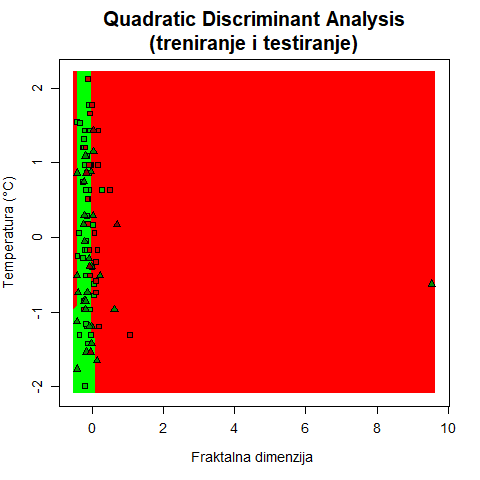 Quadratic Discriminant Analysis
(treniranje i testiranje)
Temperatura (°C)
2
1
0
-1
-2
0
2
4
6
8
10
Fraktalna dimenzija